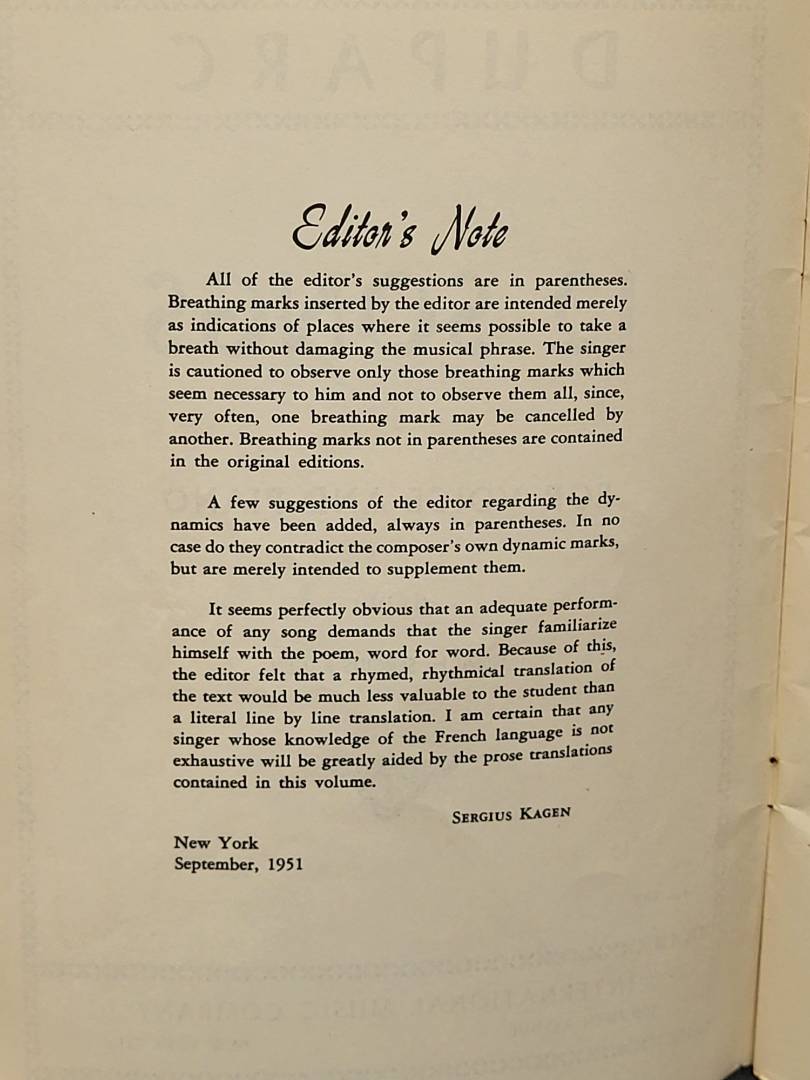 DUPARC
Editor's Note
All of the editor's suggestions are in parentheses.
Breathing marks inserted by the editor are intended merely
as indications of places where it seems possible to take a
breath without damaging the musical phrase. The singer
is cautioned to observe only those breathing marks which
seem necessary to him and not to observe them all, since,
very often, one breathing mark may be cancelled by
another. Breathing marks not in parentheses are contained
in the original editions.
A few suggestions of the editor regarding the dy-
namics have been added, always in parentheses. In no
case do they contradict the composer's own dynamic marks,
but are merely intended to supplement them.
It seems perfectly obvious that an adequate perform-
ance of any song demands that the singer familiarize
himself with the poem, word for word. Because of this,
the editor felt that a rhymed, rhythmical translation of
the text would be much less valuable to the student than
a literal line by line translation. I am certain that any
singer whose knowledge of the French language is not
exhaustive will be greatly aided by the prose translations
contained in this volume.
SERGIUS KAGEN
New York
September, 1951
INTERNATIONAL MUSIC COMPANY